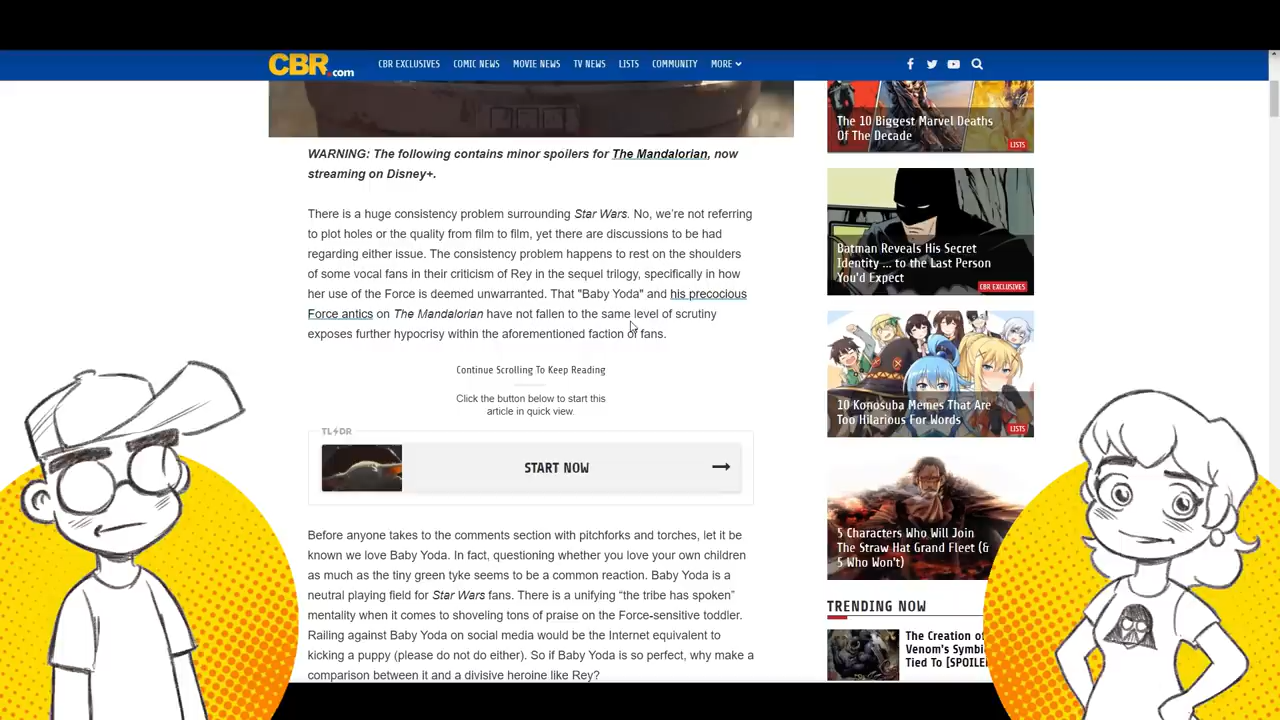 CBR.com
CBR EXCLUSIVES COMIC NEWS MOVIE NEWS TV NEWS LISTS COMMUNITY MORE
WARNING: The following contains minor spoilers for The Mandalorian, now
streaming on Disney+.
There is a huge consistency problem surrounding Star Wars. No, we're not referring
to plot holes or the quality from film to film, yet there are discussions to be had
regarding either issue. The consistency problem happens to rest on the shoulders
of some vocal fans in their criticism of Rey in the sequel trilogy, specifically in how
her use of the Force is deemed unwarranted. That "Baby Yoda" and his precocious
Force antics on The Mandalorian have not fallen to the same level of scrutiny
exposes further hypocrisy within the aforementioned faction of fans.
Continue Scrolling To Keep Reading
Click the button below to start this
article in quick view.
TL⚡DR
START NOW
Before anyone takes to the comments section with pitchforks and torches, let it be
known we love Baby Yoda. In fact, questioning whether you love your own children
as much as the tiny green tyke seems to be a common reaction. Baby Yoda is a
neutral playing field for Star Wars fans. There is a unifying “the tribe has spoken”
mentality when it comes to shoveling tons of praise on the Force-sensitive toddler.
Railing against Baby Yoda on social media would be the Internet equivalent to
kicking a puppy (please do not do either). So if Baby Yoda is so perfect, why make a
comparison between it and a divisive heroine like Rey?
The 10 Biggest Marvel Deaths
Of The Decade
LISTS
Batman Reveals His Secret
Identity ... to the Last Person
You'd Expect
CBR EXCLUSIVES
10 Konosuba Memes That Are
Too Hilarious For Words
LISTS
5 Characters Who Will Join
The Straw Hat Grand Fleet (&
5 Who Won't)
TRENDING NOW
The Creation of
Venom's Symbi
Tied To [SPOILE